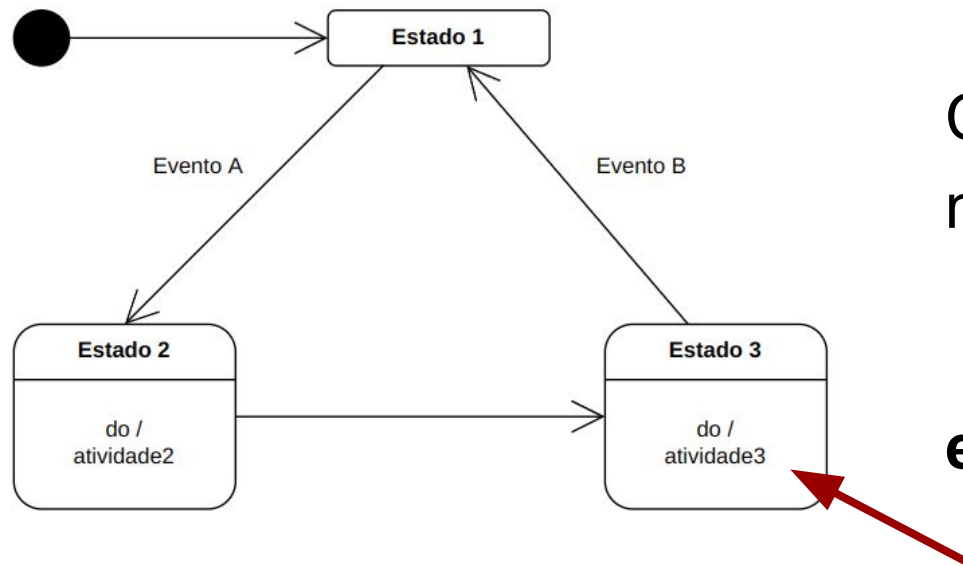 Estado 1
Evento A
Evento B
Estado 2
Estado 3
do /
atividade2
do /
atividade3